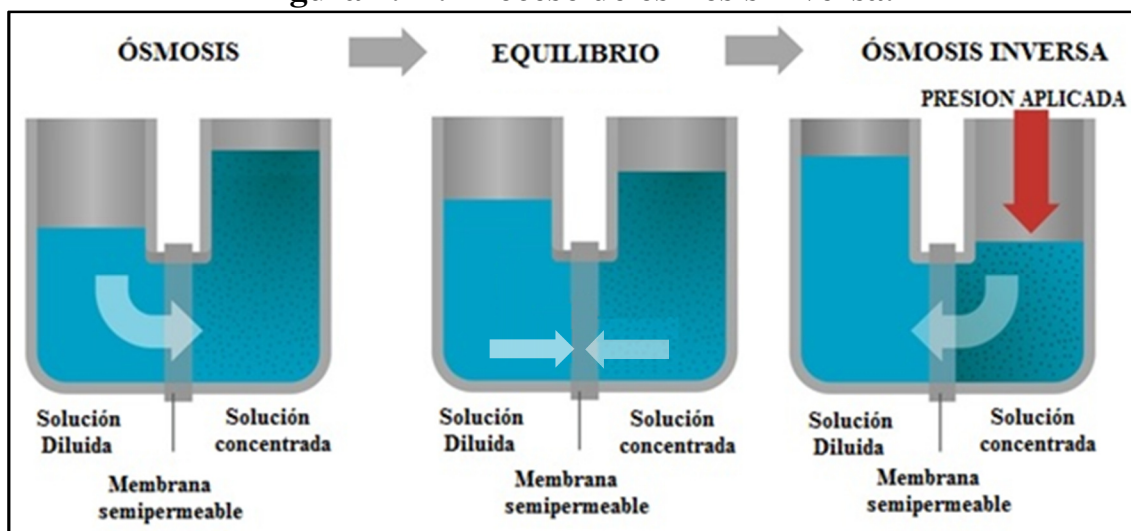 ÓSMOSIS
EQUILIBRIO
ÓSMOSIS INVERSA
PRESION APLICADA
Solución
Diluida
Solución
concentrada
Membrana
semipermeable
Solución
Diluida
Solución
concentrada
Membrana
semipermeable
Solución
Diluida
Solución
concentrada
Membrana
semipermeable